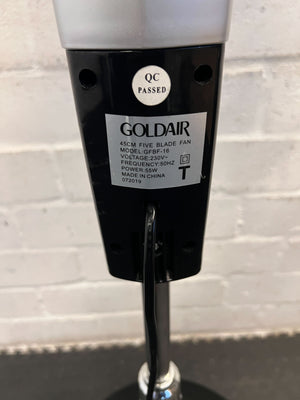 QC
PASSED
GOLDAIR
45CM FIVE BLADE FAN
MODEL:GFBF-16
VOLTAGE:230V~
FREQUENCY:50HZ
POWER:55W
MADE IN CHINA
072019
T